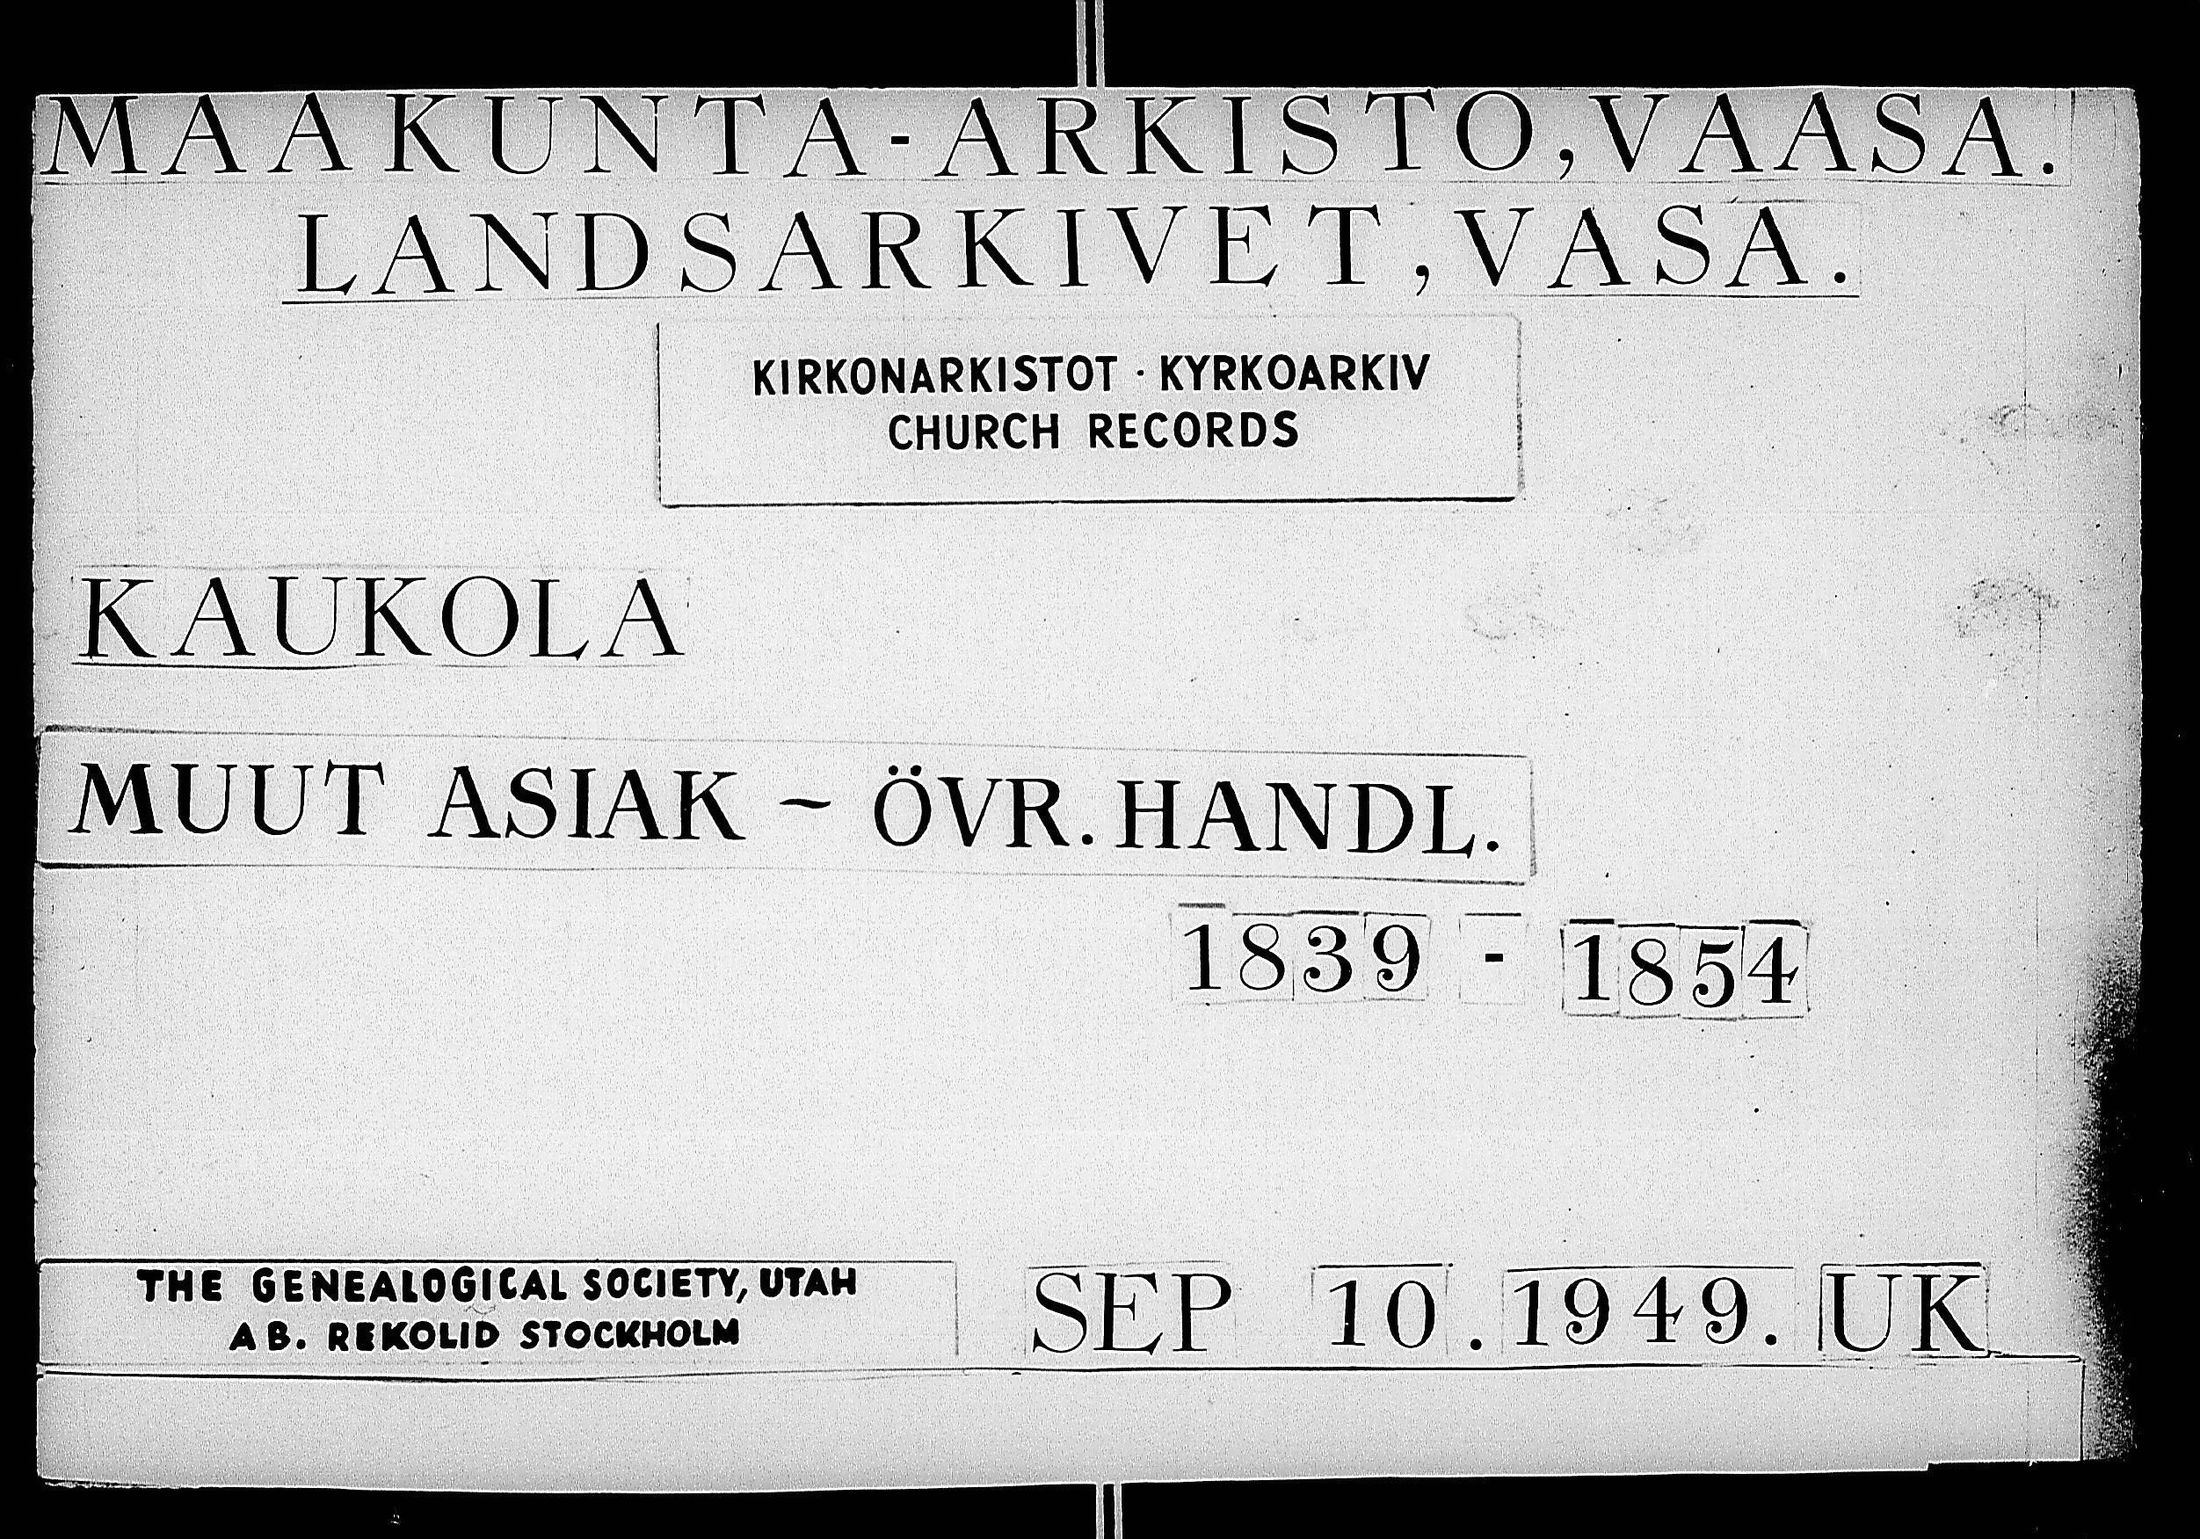 MAAKUNTA-ARKISTO, VAASA.
LANDSARKIVET, VASA.
KIRKONARKISTOT · KYRKOARKIV
CHURCH RECORDS
KAUKOLA
MUUT ASIAK ~ ÖVR. HANDL.
1839 - 1854
THE GENEALOGICAL SOCIETY, UTAH
AB. REKOLID STOCKHOLM
SEP 10. 1949. UK